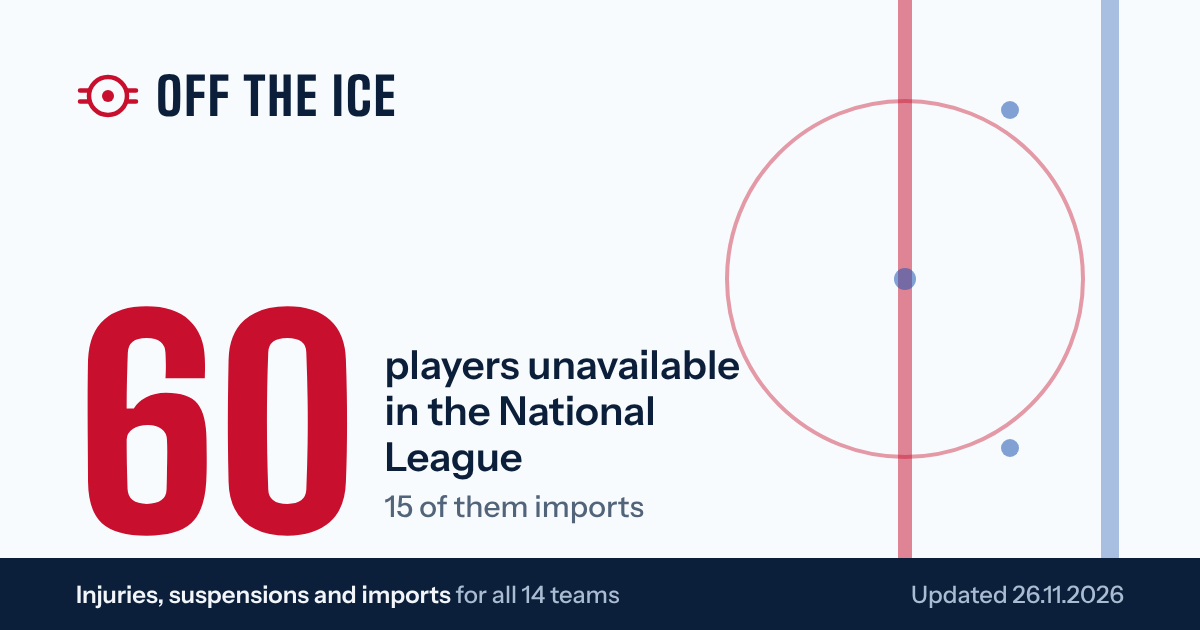 OFF THE ICE
60
players unavailable
in the National
League
15 of them imports
Injuries, suspensions and imports for all 14 teams
Updated 26.11.2026